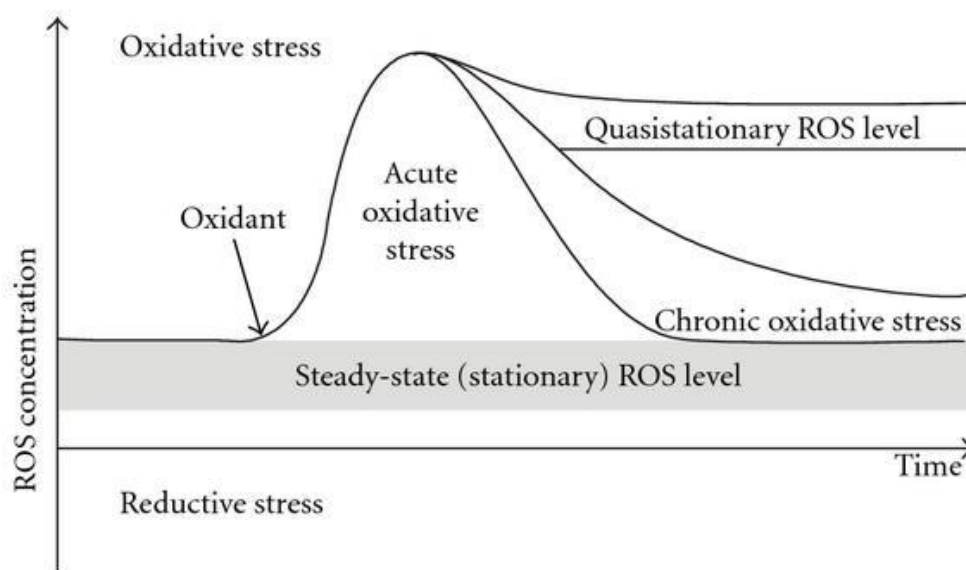 Oxidative stress
Quasistationary ROS level
Acute
oxidative
stress
Oxidant
ROS concentration
Chronic oxidative stress
Steady-state (stationary) ROS level
Time
Reductive stress